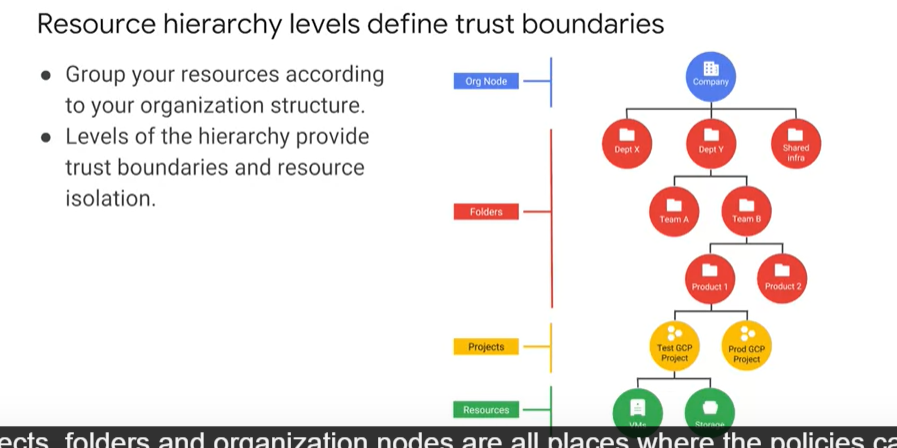 Resource hierarchy levels define trust boundaries
Group your resources according
to your organization structure.
Levels of the hierarchy provide
trust boundaries and resource
isolation.
Org Node
Company
Dept X
Dept Y
Shared
infra
Folders
Team A
Team B
Product 1
Product 2
Projects
Test GCP
Project
Prod GCP
Project
Resources
VMs
Storage
folders and organization nodes are all places where the policies